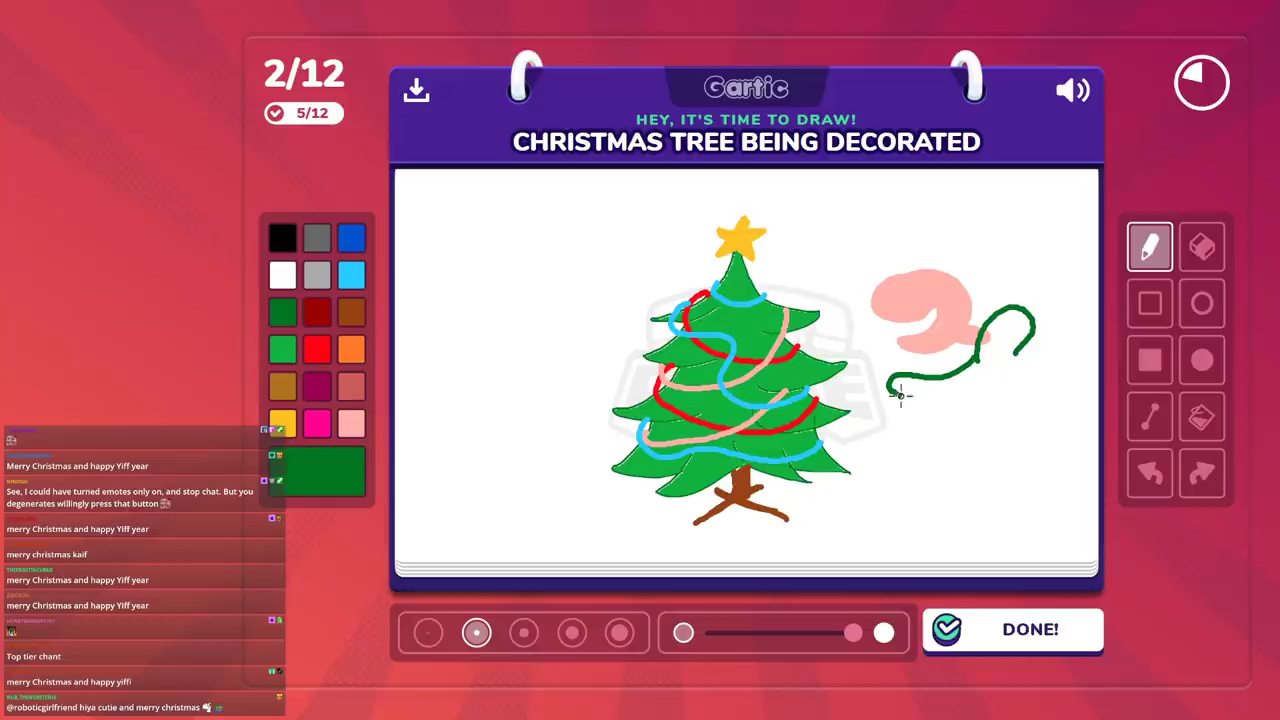 2/12
5/12
Gartic
HEY, IT'S TIME TO DRAW!
CHRISTMAS TREE BEING DECORATED
Merry Christmas and happy Yiff year
See, I could have turned emotes only on, and stop chat. But you
degenerates willingly press that button
merry Christmas and happy Yiff year
merry christmas kaif
merry Christmas and happy Yiff year
merry Christmas and happy Yiff year
Top tier chant
merry Christmas and happy yiffi
@roboticgirlfriend hiya cutie and merry christmas
DONE!